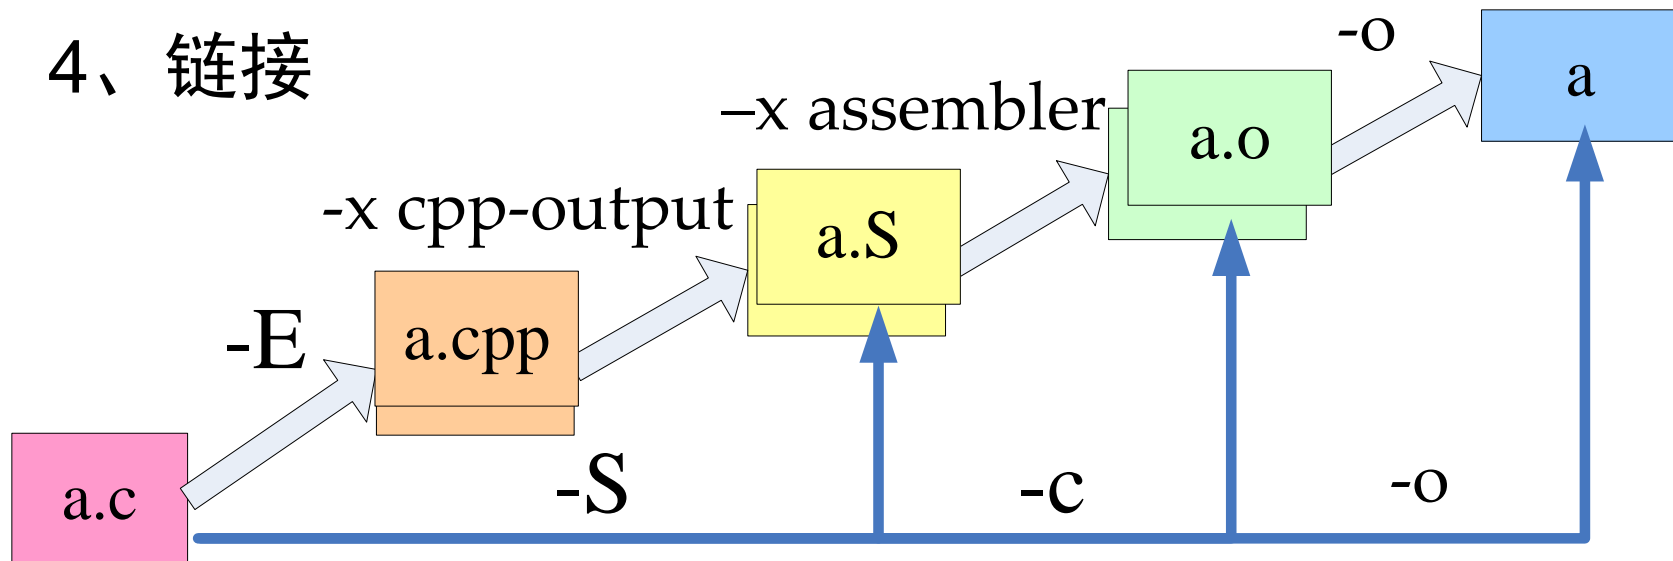 4、链接
-o
a
–x assembler
a.o
-x cpp-output
a.S
-E
a.cpp
a.c
-S
-c
-o